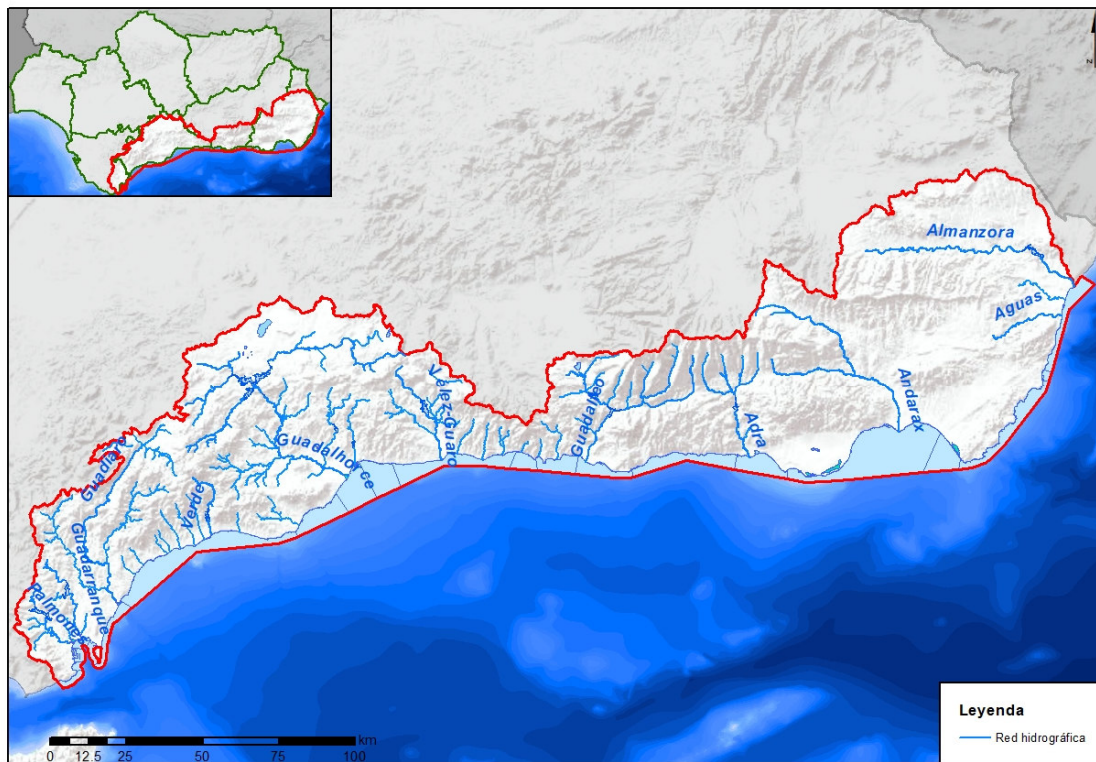 z
Almanzora
Aguas
Vélez-Guaro
Guadalfeo
Andarax
Adra
Guadiaro
Guadalhorce
Verde
Guadarranque
Palmones
Leyenda
Red hidrográfica
km
0 12.5 25 50 75 100